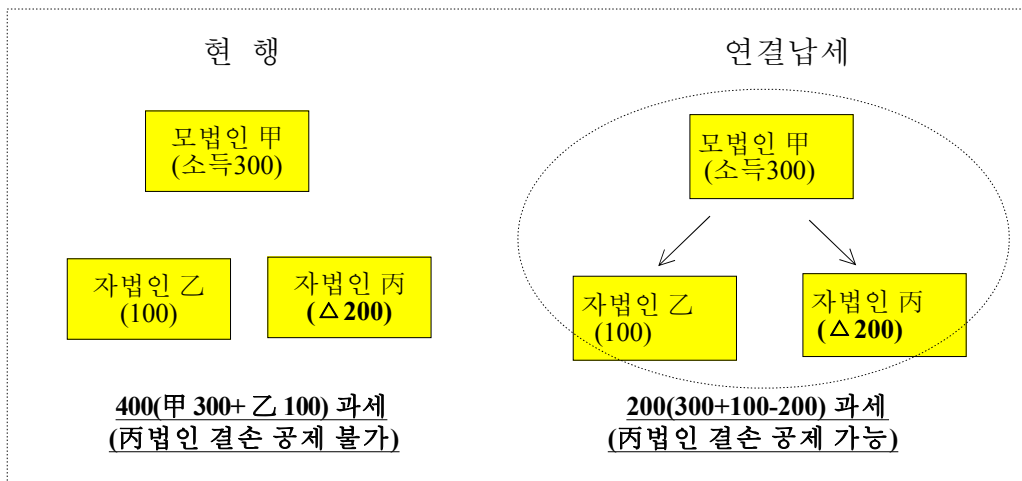 현 행
모법인 甲
(소득300)
자법인 乙
(100)
자법인 丙
(△200)
400(甲 300+ 乙 100) 과세
(丙법인 결손 공제 불가)
연결납세
모법인 甲
(소득300)
자법인 乙
(100)
자법인 丙
(△200)
200(300+100-200) 과세
(丙법인 결손 공제 가능)